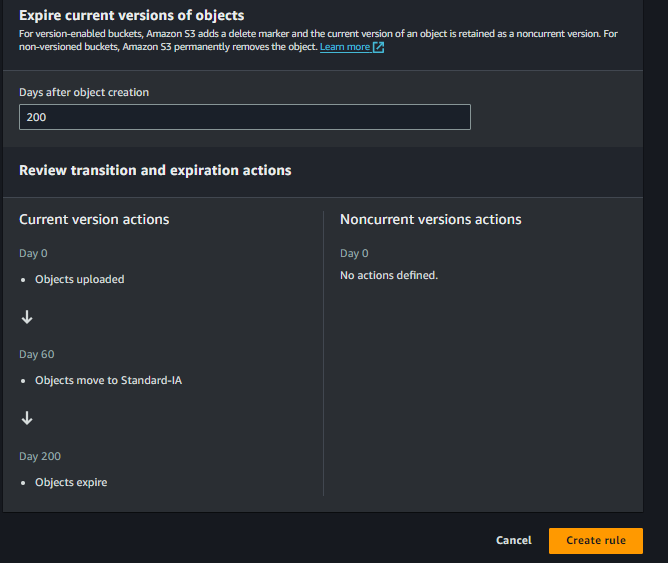 Expire current versions of objects
For version-enabled buckets, Amazon S3 adds a delete marker and the current version of an object is retained as a noncurrent version. For
non-versioned buckets, Amazon S3 permanently removes the object. Learn more
Days after object creation
200
Review transition and expiration actions
Current version actions
Day 0
• Objects uploaded
↓
Day 60
• Objects move to Standard-IA
↓
Day 200
• Objects expire
Noncurrent versions actions
Day 0
No actions defined.
Cancel
Create rule